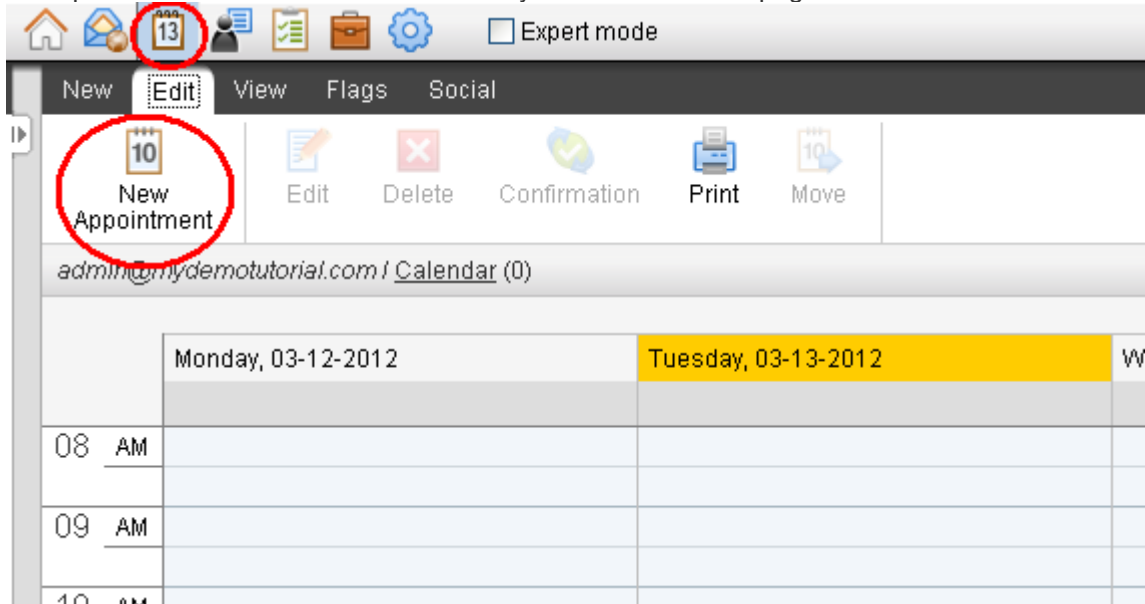 13 Expert mode
New Edit View Flags Social
10 10
New Appointment Edit Delete Confirmation Print Move
admin@mydemotutorial.com / Calendar (0)
Monday, 03-12-2012 Tuesday, 03-13-2012 W
08 AM
09 AM